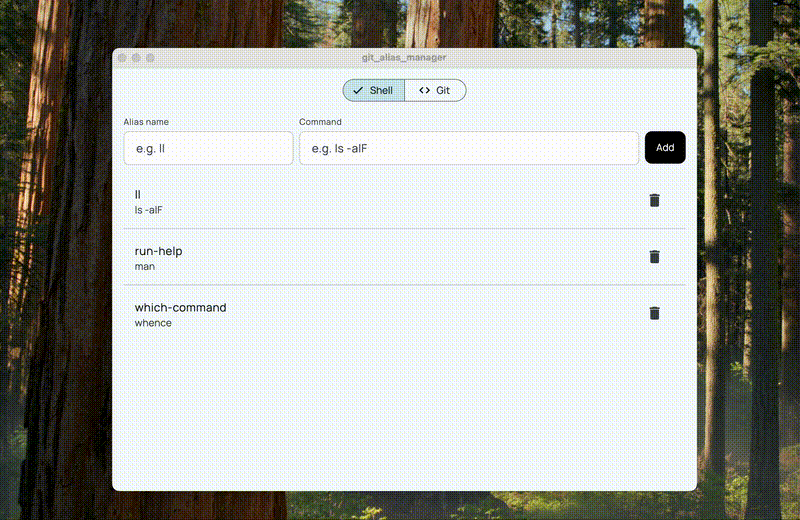 git_alias_manager
Shell
Git
Alias name
Command
e.g. ll
e.g. ls -alF
Add
ll
ls -alF
run-help
man
which-command
whence